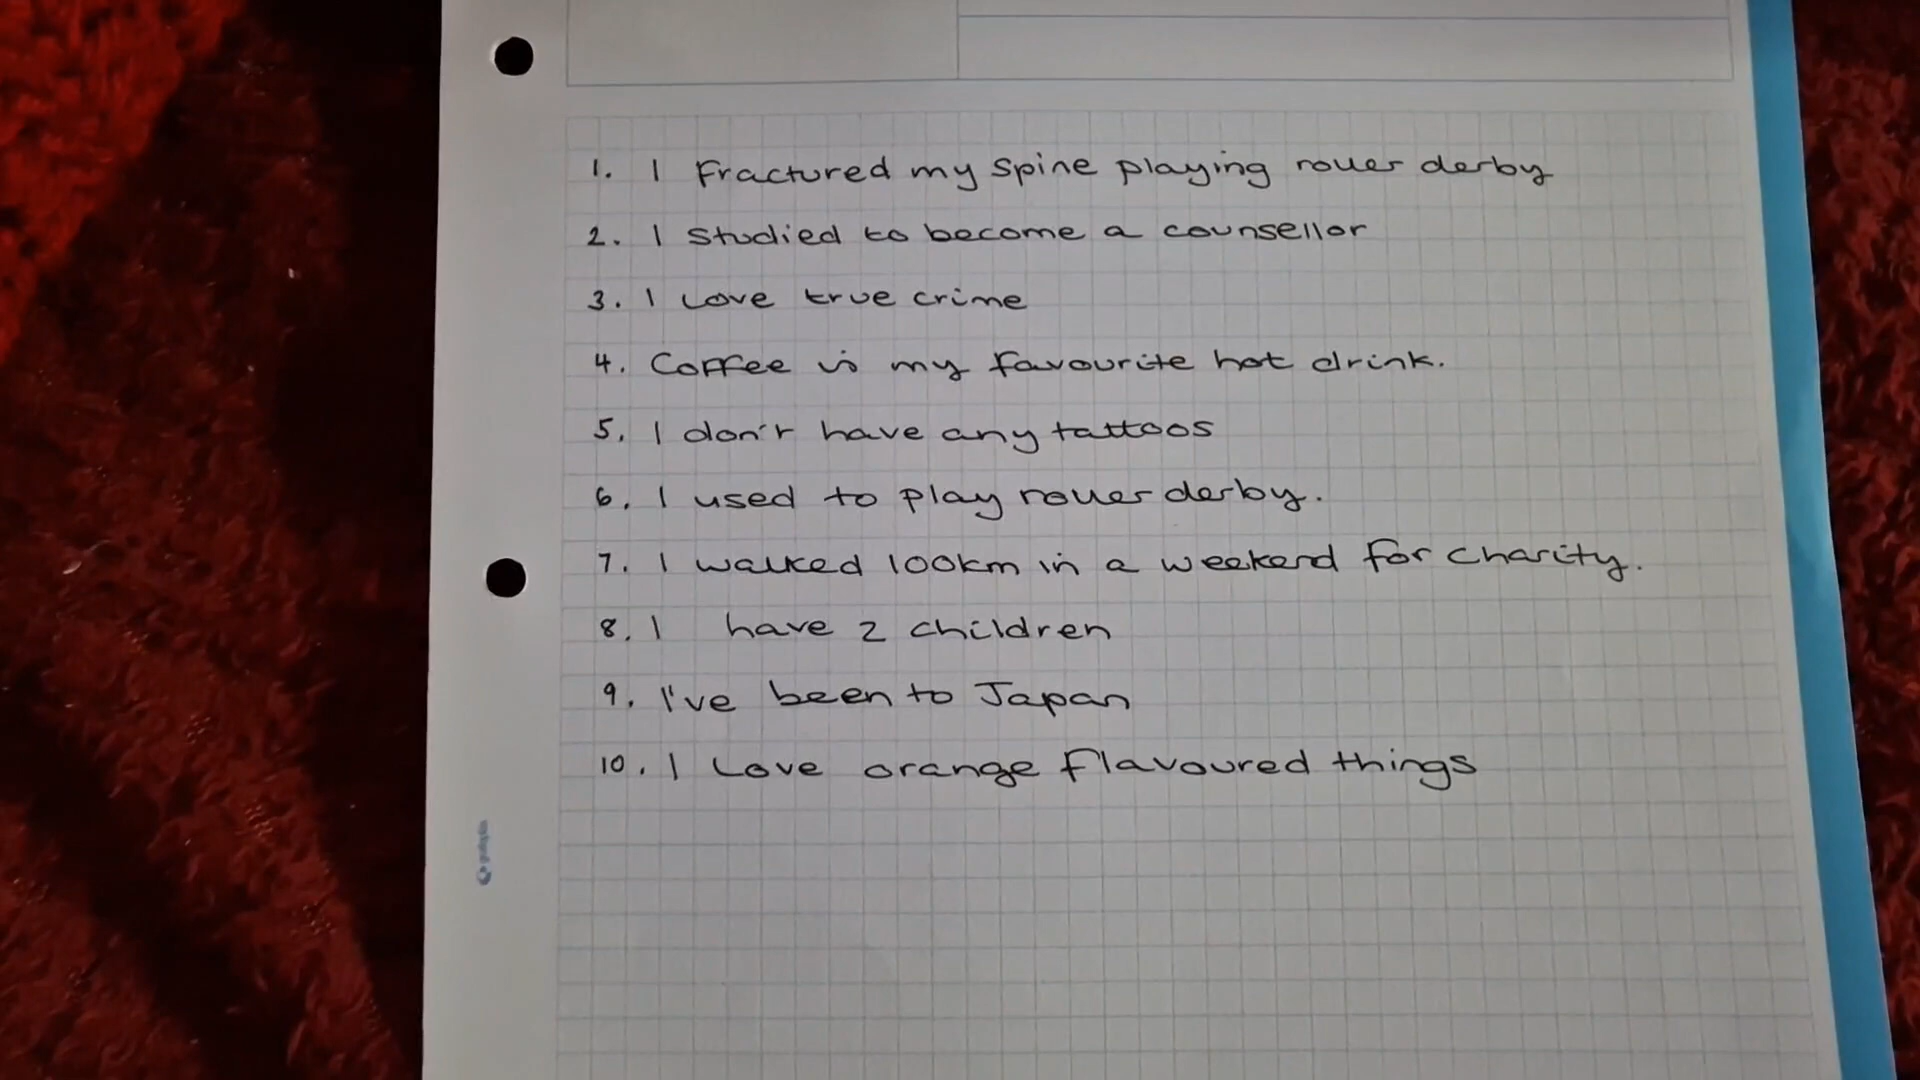 1. I Fractured my spine playing roller derby
2. I studied to become a counsellor
3. I Love true crime
4. Coffee is my favourite hot drink.
5. I don't have any tattoos
6. I used to play roller derby.
7. I walked 100km in a weekend for charity.
8. I have 2 children
9. I've been to Japan
10. I Love orange flavoured things